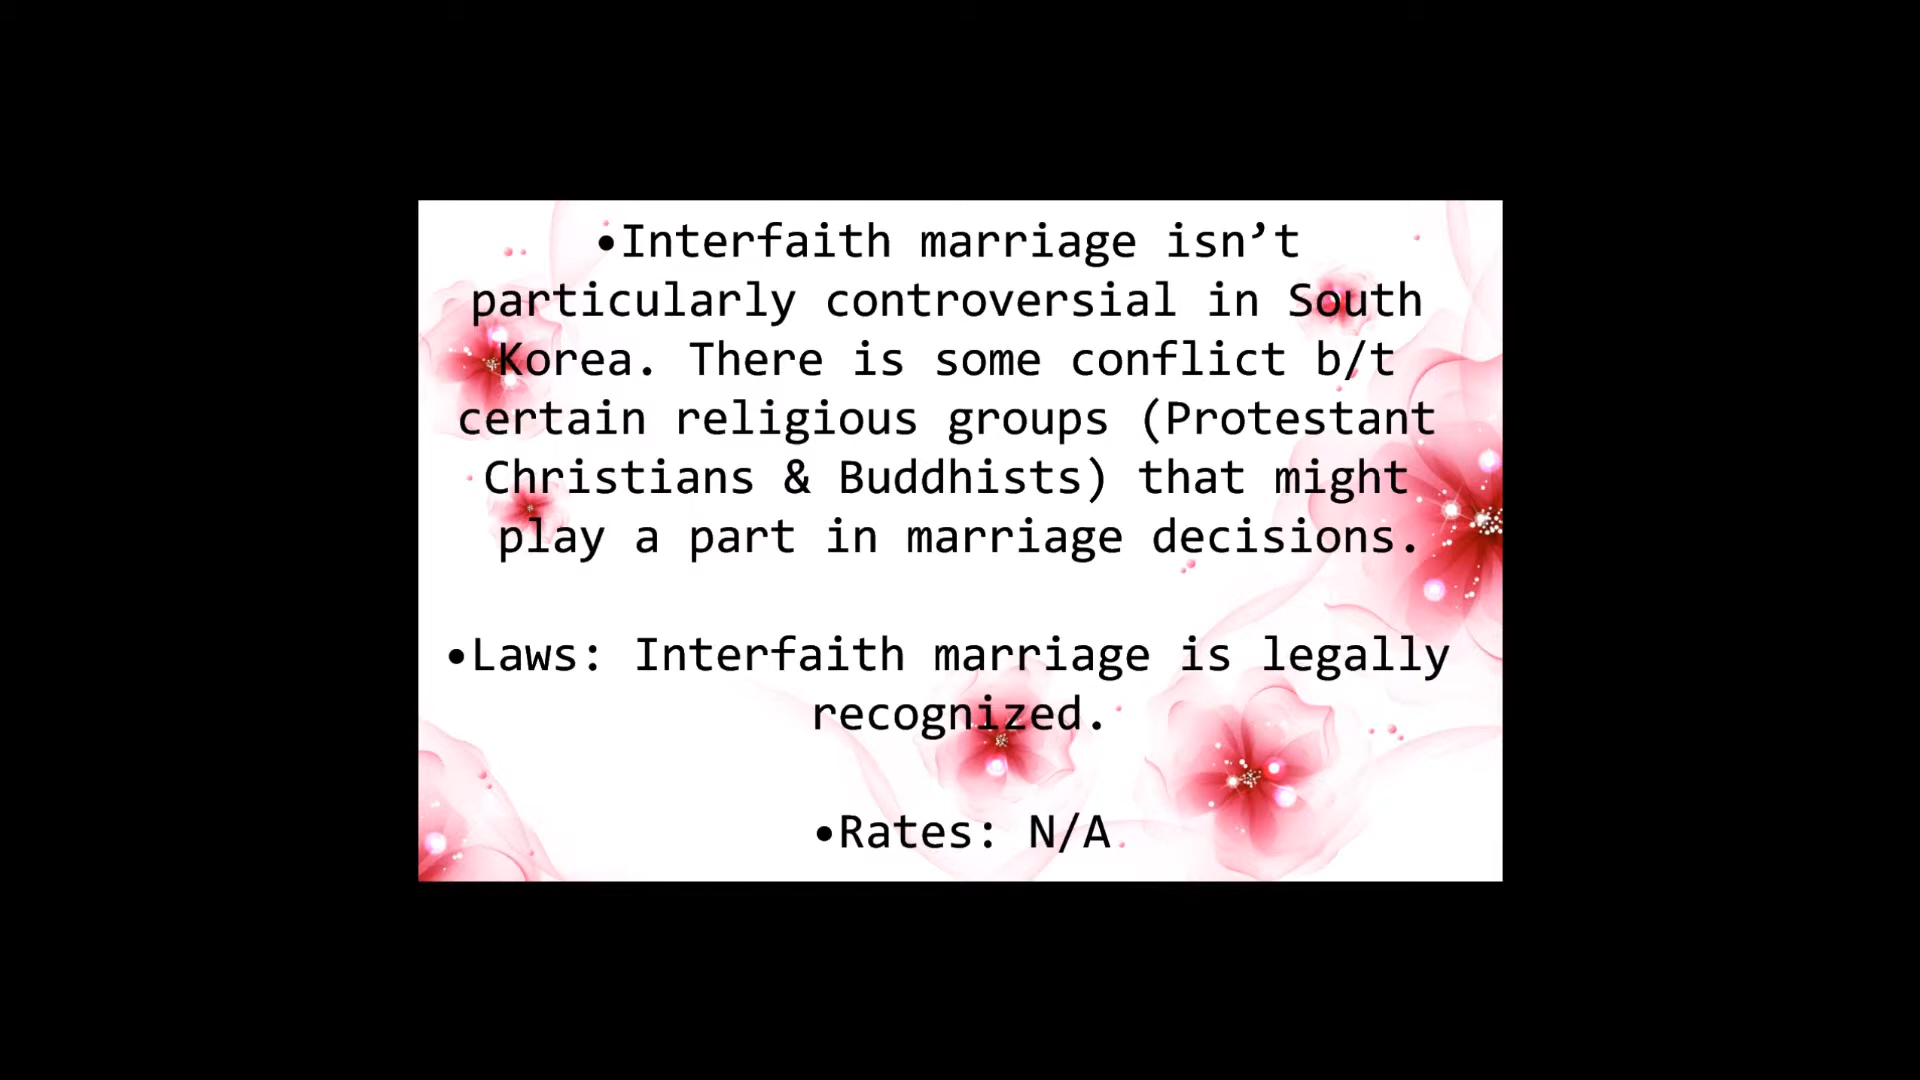 •Interfaith marriage isn’t
particularly controversial in South
Korea. There is some conflict b/t
certain religious groups (Protestant
Christians & Buddhists) that might
play a part in marriage decisions.
•Laws: Interfaith marriage is legally
recognized.
•Rates: N/A